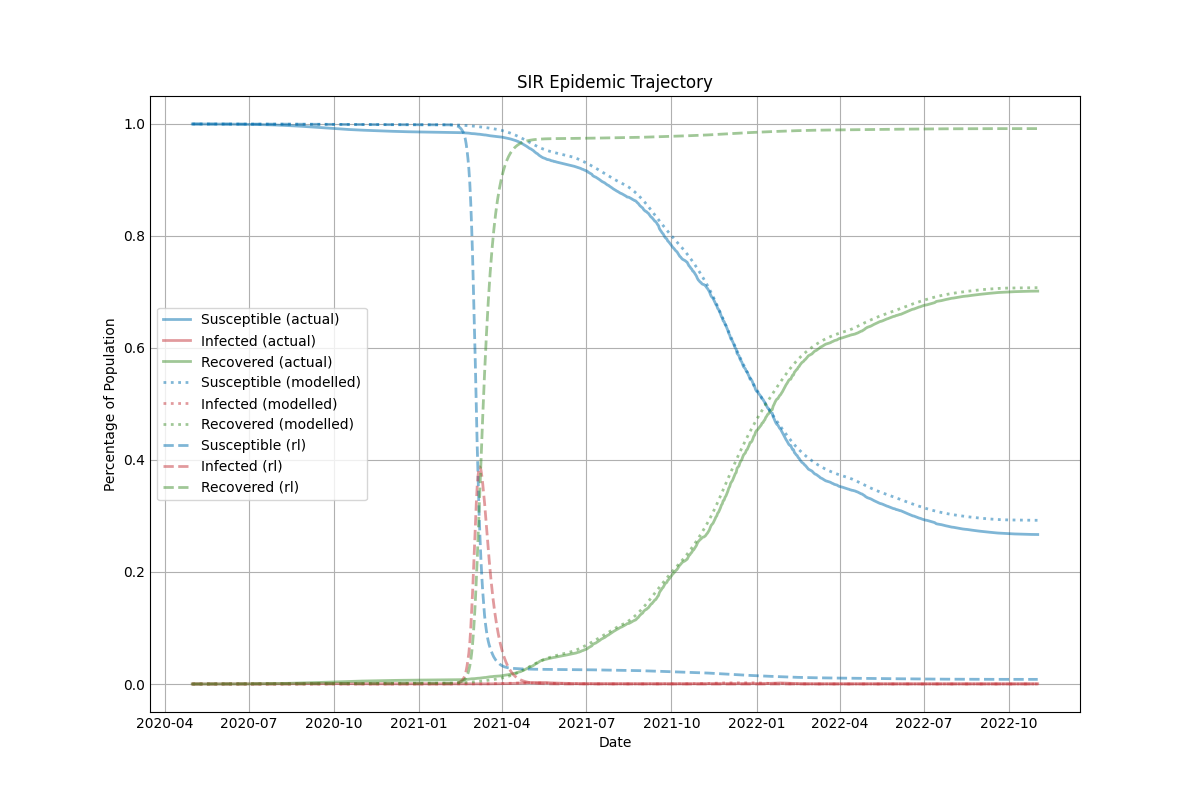 SIR Epidemic Trajectory
Percentage of Population
1.0
0.8
0.6
0.4
0.2
0.0
Susceptible (actual)
Infected (actual)
Recovered (actual)
Susceptible (modelled)
Infected (modelled)
Recovered (modelled)
Susceptible (rl)
Infected (rl)
Recovered (rl)
2020-04 2020-07 2020-10 2021-01 2021-04 2021-07 2021-10 2022-01 2022-04 2022-07 2022-10
Date